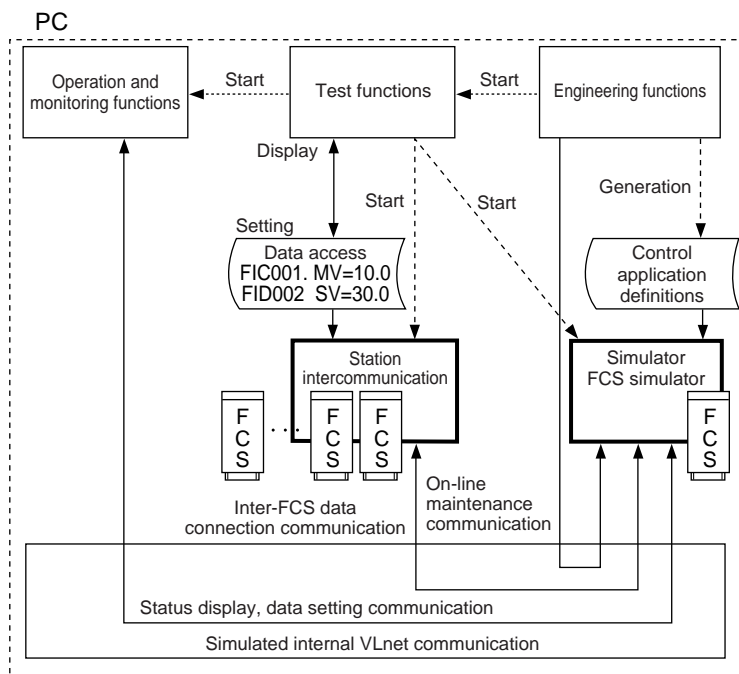 PC
Operation and
monitoring functions
Start
Test functions
Start
Engineering functions
Display
Start
Start
Generation
Setting
Data access
FIC001. MV=10.0
FID002 SV=30.0
Control
application
definitions
Station
intercommunication
Simulator
FCS simulator
F
C
S
....
F
C
S
F
C
S
F
C
S
Inter-FCS data
connection communication
On-line
maintenance
communication
Status display, data setting communication
Simulated internal VLnet communication